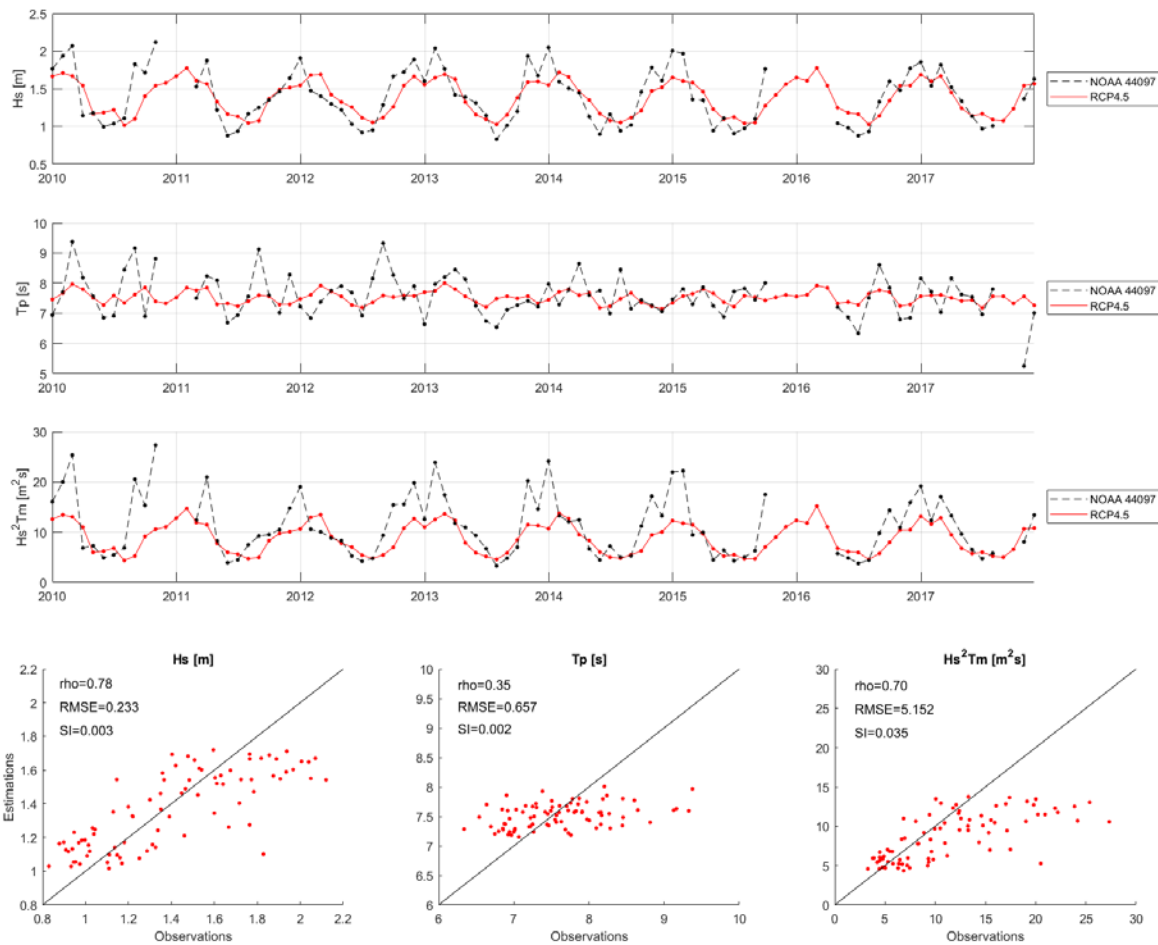 2.5
2
1.5
1
0.5
Hs [m]
2010 2011 2012 2013 2014 2015 2016 2017
NOAA 44097
RCP4.5
10
9
8
7
6
5
Tp [s]
2010 2011 2012 2013 2014 2015 2016 2017
NOAA 44097
RCP4.5
30
20
10
0
Hs²Tm [m²s]
2010 2011 2012 2013 2014 2015 2016 2017
NOAA 44097
RCP4.5
Hs [m]
rho=0.78
RMSE=0.233
SI=0.003
2.2
2
1.8
1.6
1.4
1.2
1
0.8
Estimations
0.8 1 1.2 1.4 1.6 1.8 2 2.2
Observations
Tp [s]
rho=0.35
RMSE=0.657
SI=0.002
10
9.5
9
8.5
8
7.5
7
6.5
6
6 7 8 9 10
Observations
Hs²Tm [m²s]
rho=0.70
RMSE=5.152
SI=0.035
30
25
20
15
10
5
0
0 5 10 15 20 25 30
Observations